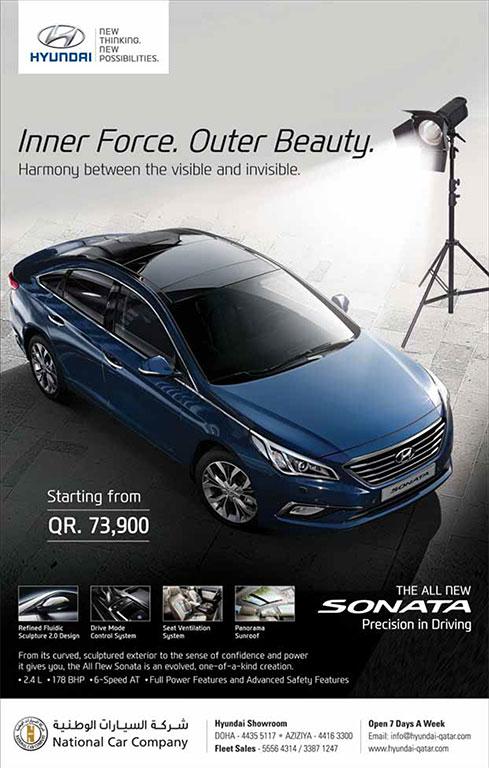 HYUNDAI
NEW
THINKING.
NEW
POSSIBILITIES.
Inner Force. Outer Beauty.
Harmony between the visible and invisible.
SONATA
Starting from
QR. 73,900
Refined Fluidic
Sculpture 2.0 Design
Drive Mode
Control System
Seat Ventilation
System
Panorama
Sunroof
THE ALL NEW
SONATA
Precision in Driving
From its curved, sculptured exterior to the sense of confidence and power
it gives you, the All New Sonata is an evolved, one-of-a-kind creation.
• 2.4 L • 178 BHP • 6-Speed AT • Full Power Features and Advanced Safety Features
شركة السيارات الوطنية
National Car Company
Hyundai Showroom
DOHA - 4435 5117 • AZIZIYA - 4416 3300
Fleet Sales - 5556 4314 / 3387 1247
Open 7 Days A Week
Email: info@hyundai-qatar.com
www.hyundai-qatar.com